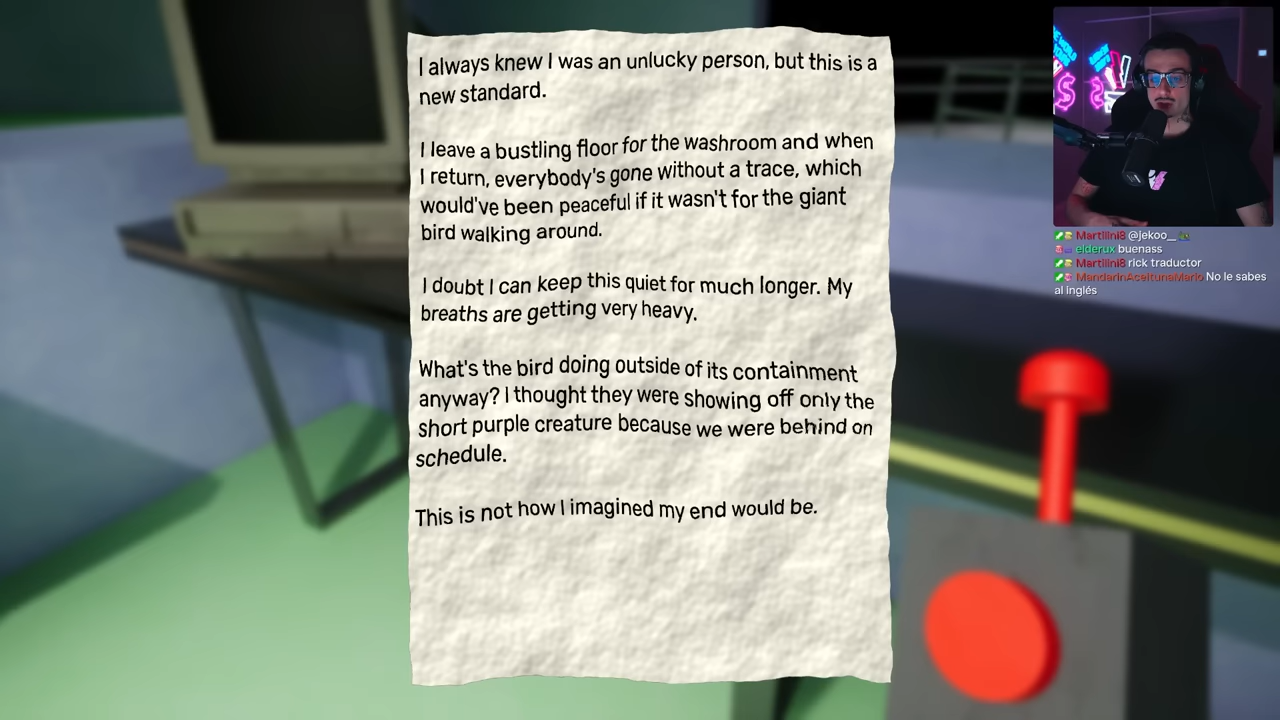 I always knew I was an unlucky person, but this is a
new standard.
I leave a bustling floor for the washroom and when
I return, everybody's gone without a trace, which
would've been peaceful if it wasn't for the giant
bird walking around.
I doubt I can keep this quiet for much longer. My
breaths are getting very heavy.
What's the bird doing outside of its containment
anyway? I thought they were showing off only the
short purple creature because we were behind on
schedule.
This is not how I imagined my end would be.
Martilini8 @jekoo__
elderux buenass
Martilini8 rick traductor
MandarinAceitunaMario No le sabes
al inglés